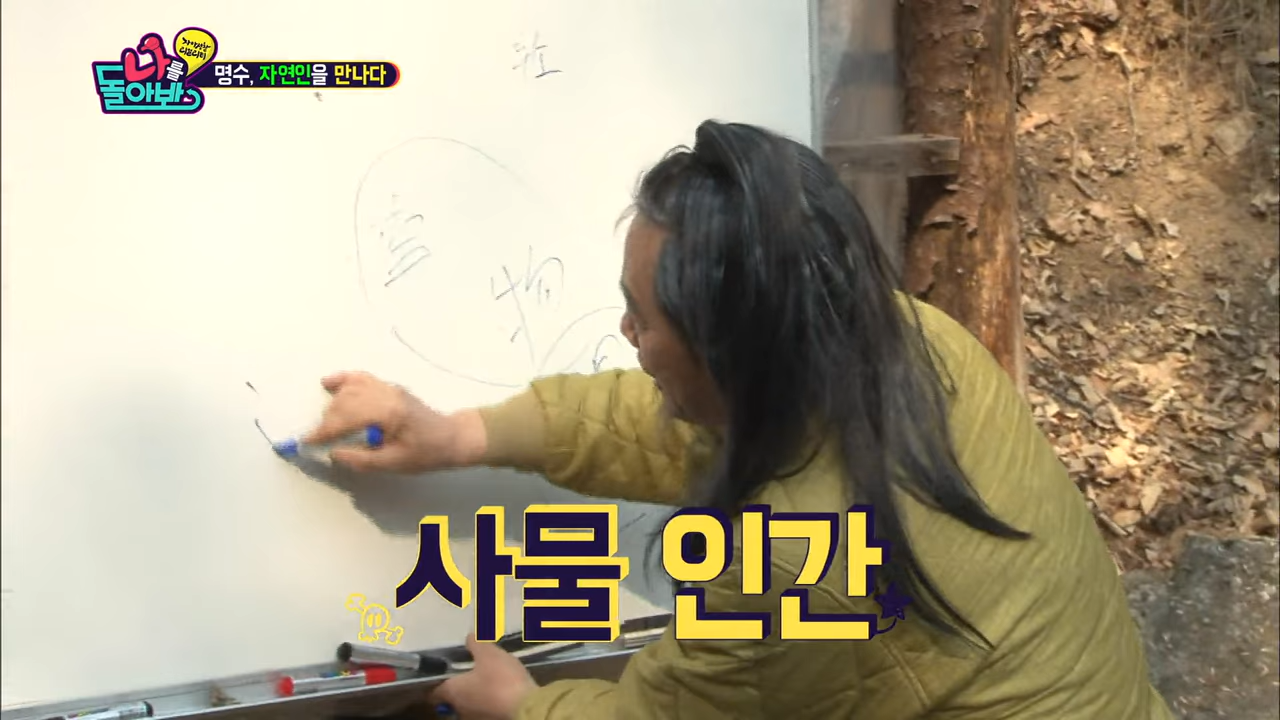 나를
돌아봐
명수, 자연인을 만나다
物
사물 인간